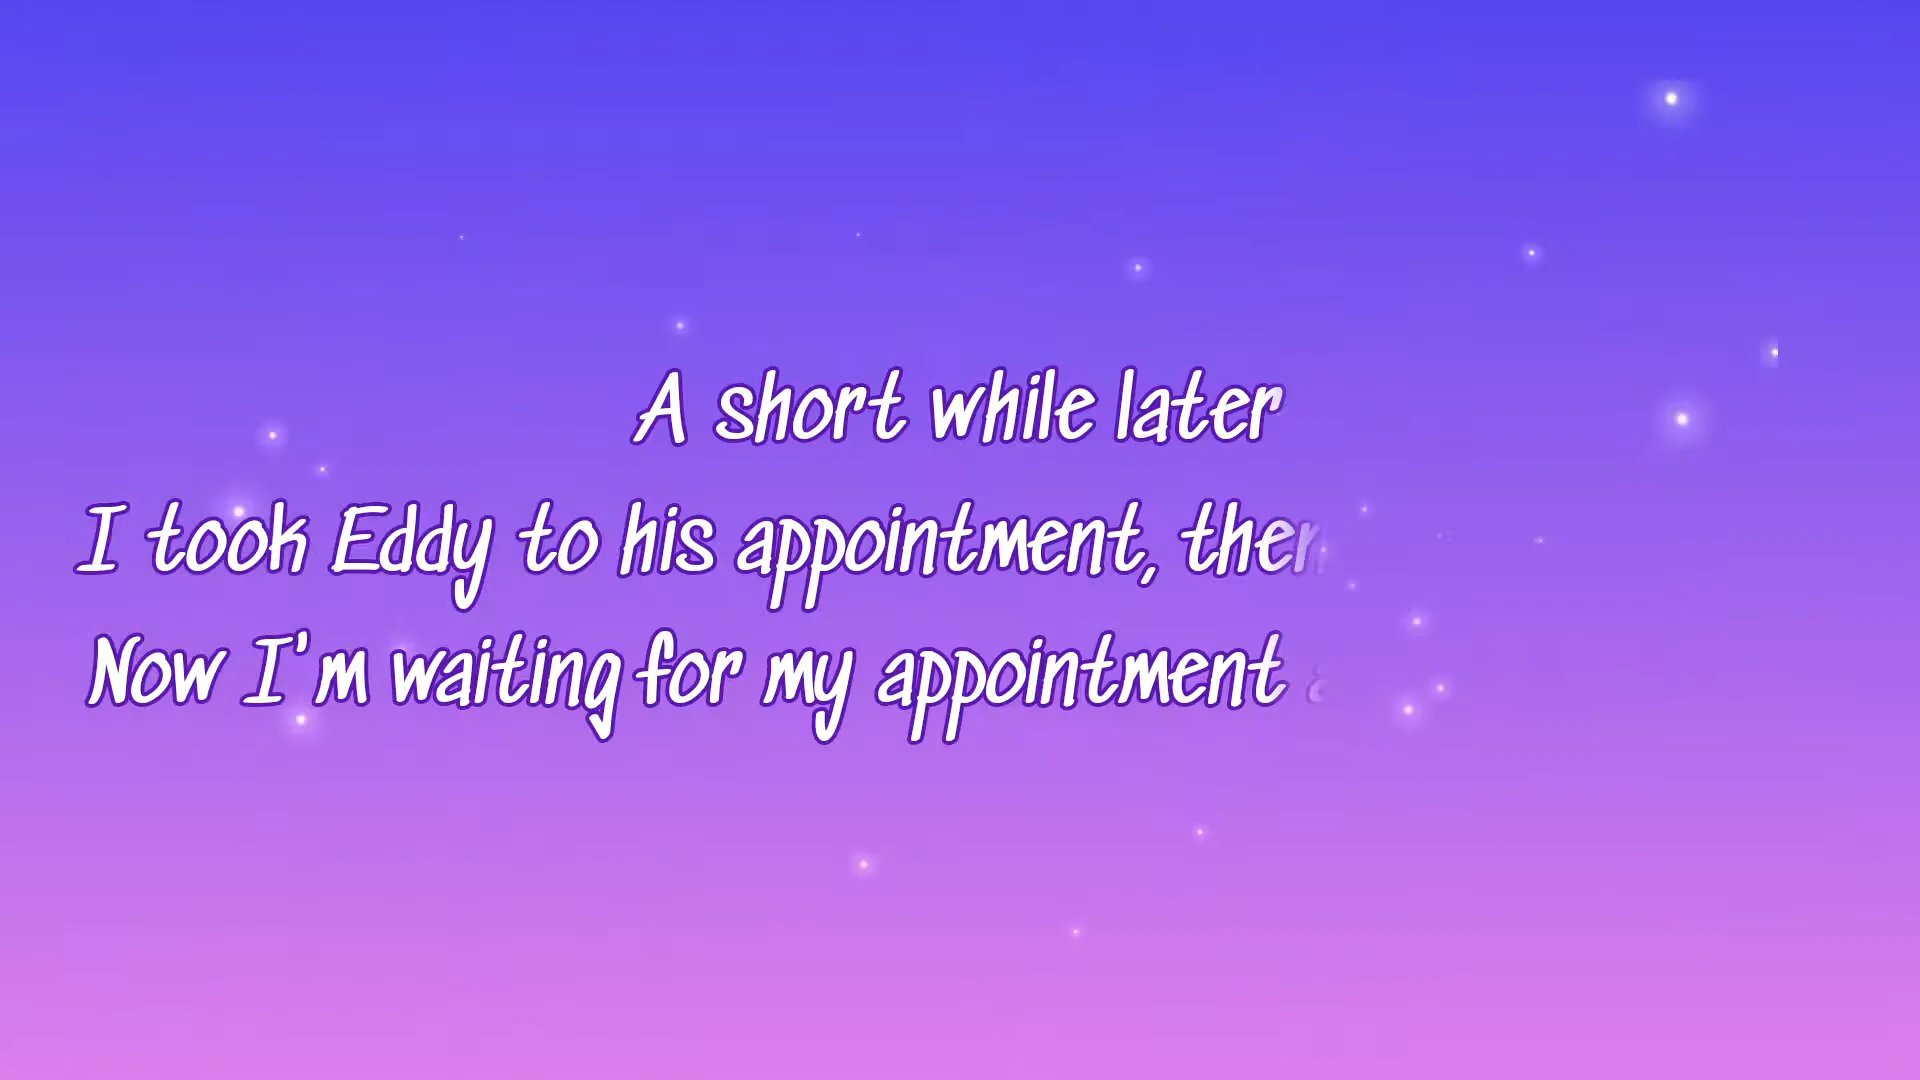 A short while later
I took Eddy to his appointment, then
Now I'm waiting for my appointment